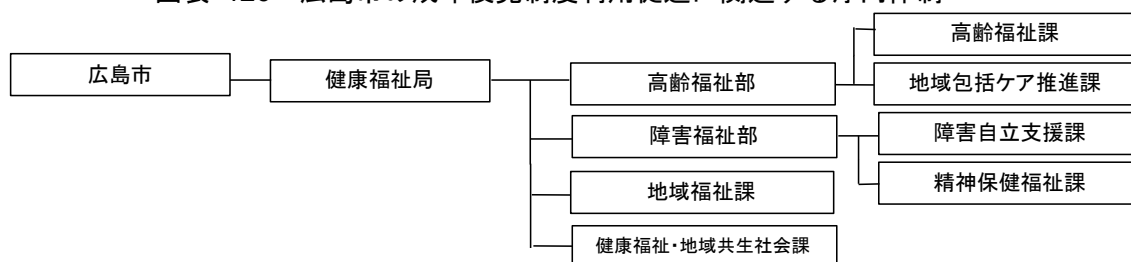 高齢福祉課
広島市
健康福祉局
高齢福祉部
地域包括ケア推進課
障害福祉部
障害自立支援課
地域福祉課
精神保健福祉課
健康福祉・地域共生社会課